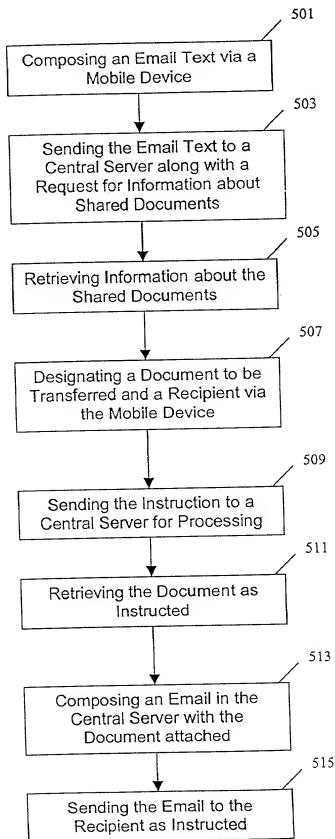 501
Composing an Email Text via a
Mobile Device
503
Sending the Email Text to a
Central Server along with a
Request for Information about
Shared Documents
505
Retrieving Information about the
Shared Documents
507
Designating a Document to be
Transferred and a Recipient via
the Mobile Device
509
Sending the Instruction to a
Central Server for Processing
511
Retrieving the Document as
Instructed
513
Composing an Email in the
Central Server with the
Document attached
515
Sending the Email to the
Recipient as Instructed